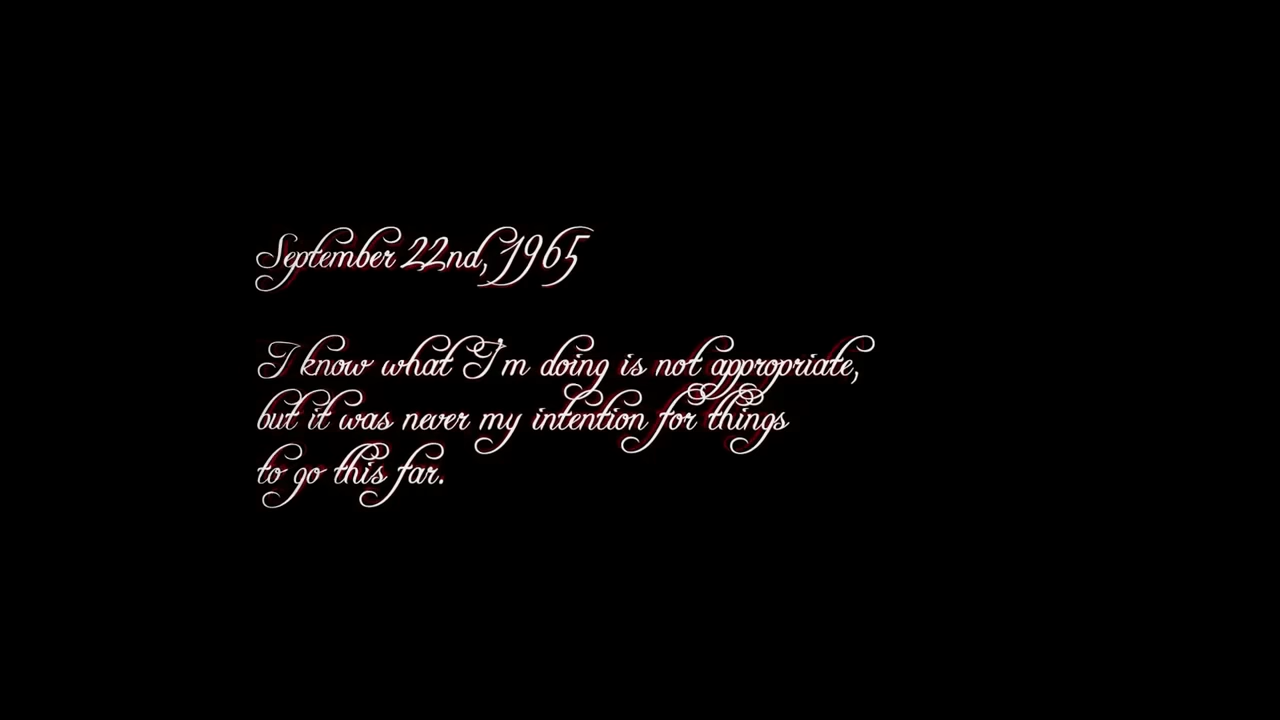 September 22nd, 1965
I know what I'm doing is not appropriate,
but it was never my intention for things
to go this far.